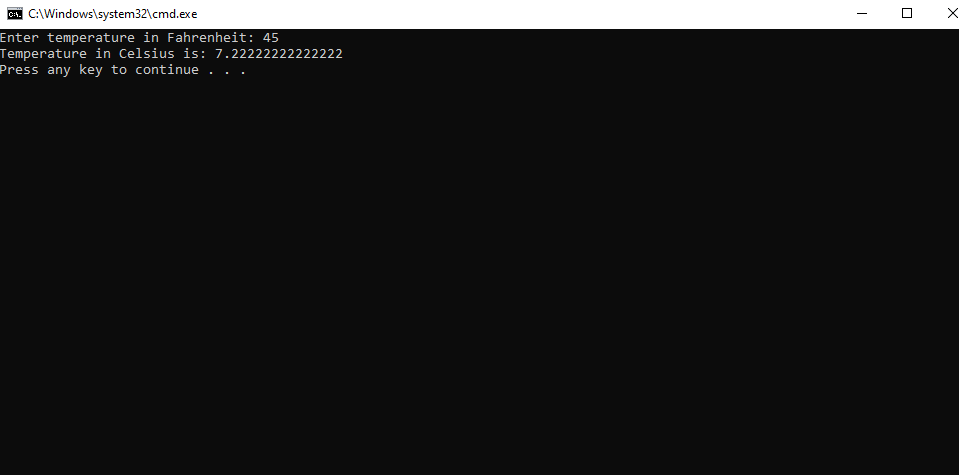 C:\Windows\system32\cmd.exe
Enter temperature in Fahrenheit: 45
Temperature in Celsius is: 7.22222222222222
Press any key to continue . . .